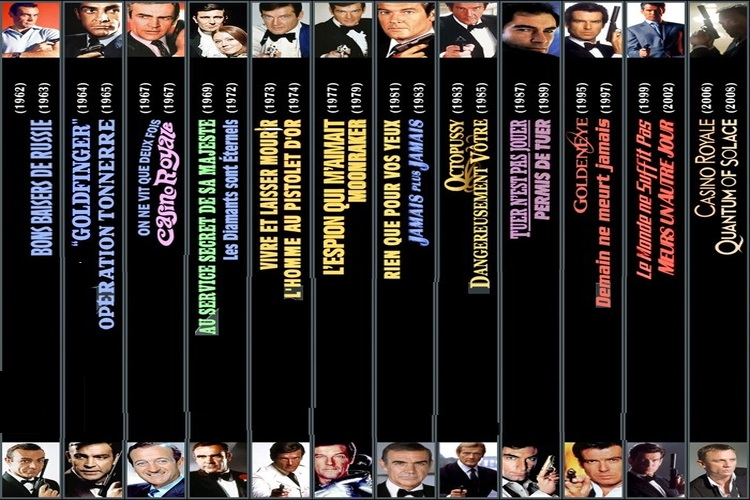 (1962)
(1963) BONS BAISERS DE RUSSIE
(1964) "GOLDFINGER"
(1965) OPERATION TONNERRE
(1967) ON NE VIT QUE DEUX FOIS
(1967) Casino Royale
(1969) AU SERVICE SECRET DE SA MAJESTE
(1972) Les Diamants sont Éternels
(1973) VIVRE ET LAISSER MOURIR
(1974) L'HOMME AU PISTOLET D'OR
(1977) L'ESPION QUI M'AIMAIT
(1979) MOONRAKER
(1981) RIEN QUE POUR VOS YEUX
(1983) JAMAIS PLUS JAMAIS
(1983) OCTOPUSSY
(1985) DANGEREUSEMENT VÔTRE
(1987) TUER N'EST PAS JOUER
(1989) PERMIS DE TUER
(1995) GOLDENEYE
(1997) Demain ne meurt jamais
(1999) Le Monde ne Suffit Pas
(2002) MEURS UN AUTRE JOUR
(2006) CASINO ROYALE
(2008) QUANTUM OF SOLACE